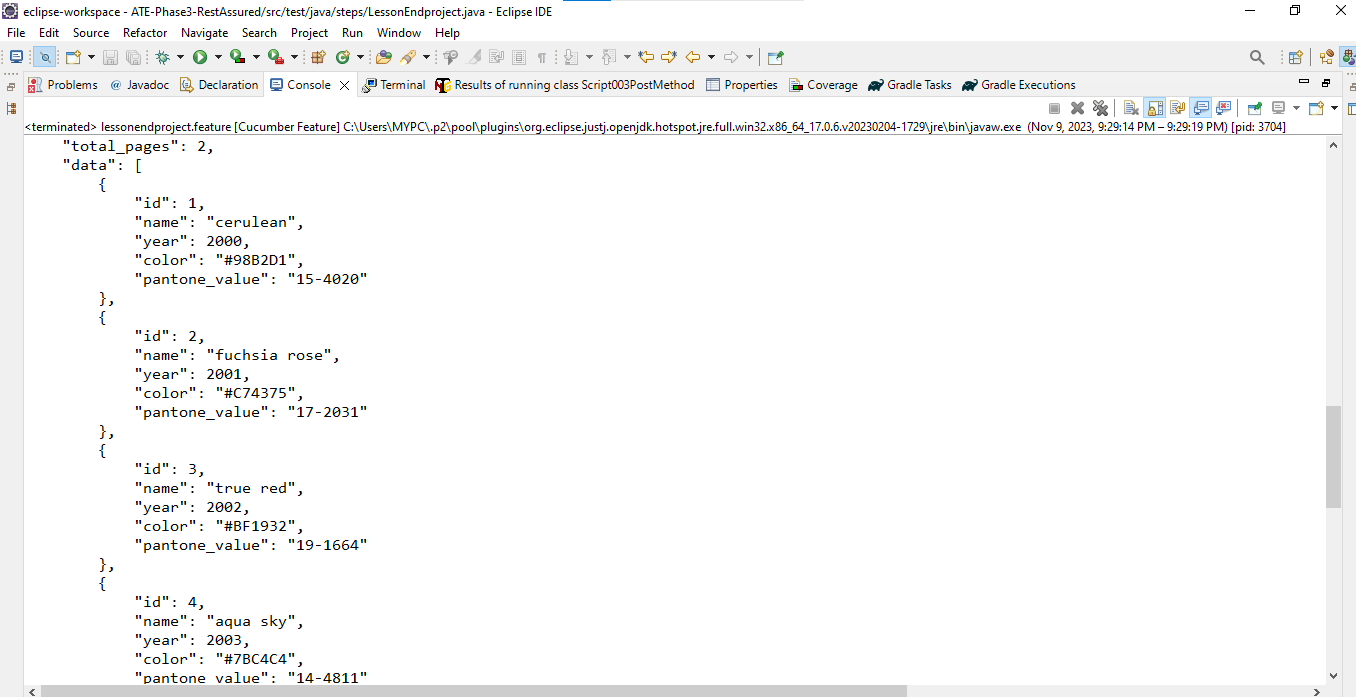 eclipse-workspace - ATE-Phase3-RestAssured/src/test/java/steps/LessonEndproject.java - Eclipse IDE
File Edit Source Refactor Navigate Search Project Run Window Help
Problems Javadoc Declaration Console Terminal Results of running class Script003PostMethod Properties Coverage Gradle Tasks Gradle Executions
<terminated> lessonendproject.feature [Cucumber Feature] C:\Users\MYPC\.p2\pool\plugins\org.eclipse.justj.openjdk.hotspot.jre.full.win32.x86_64_17.0.6.v20230204-1729\jre\bin\javaw.exe (Nov 9, 2023, 9:29:14 PM – 9:29:19 PM) [pid: 3704]
    "total_pages": 2,
    "data": [
        {
            "id": 1,
            "name": "cerulean",
            "year": 2000,
            "color": "#98B2D1",
            "pantone_value": "15-4020"
        },
        {
            "id": 2,
            "name": "fuchsia rose",
            "year": 2001,
            "color": "#C74375",
            "pantone_value": "17-2031"
        },
        {
            "id": 3,
            "name": "true red",
            "year": 2002,
            "color": "#BF1932",
            "pantone_value": "19-1664"
        },
        {
            "id": 4,
            "name": "aqua sky",
            "year": 2003,
            "color": "#7BC4C4",
            "pantone_value": "14-4811"